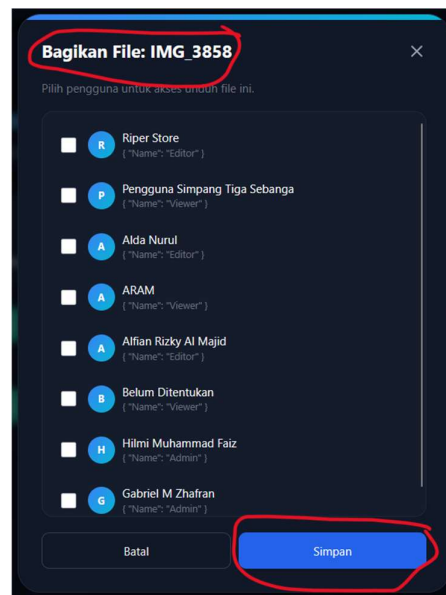 Bagikan File: IMG_3858
Pilih pengguna untuk akses unduh file ini.
R
Riper Store
{ "Name": "Editor" }
P
Pengguna Simpang Tiga Sebanga
{ "Name": "Viewer" }
A
Alda Nurul
{ "Name": "Editor" }
A
ARAM
{ "Name": "Viewer" }
A
Alfian Rizky Al Majid
{ "Name": "Editor" }
B
Belum Ditentukan
{ "Name": "Viewer" }
H
Hilmi Muhammad Faiz
{ "Name": "Admin" }
G
Gabriel M Zhafran
{ "Name": "Admin" }
Batal
Simpan